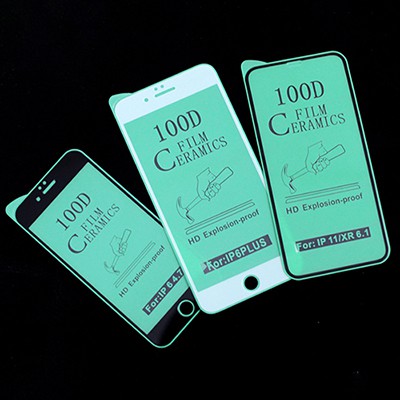 100D
FILM
CERAMICS
HD Explosion-proof
For: IP 6 4.7
100D
FILM
CERAMICS
HD Explosion-proof
For:IP6PLUS
100D
FILM
CERAMICS
HD Explosion-proof
For: IP 11/XR 6.1